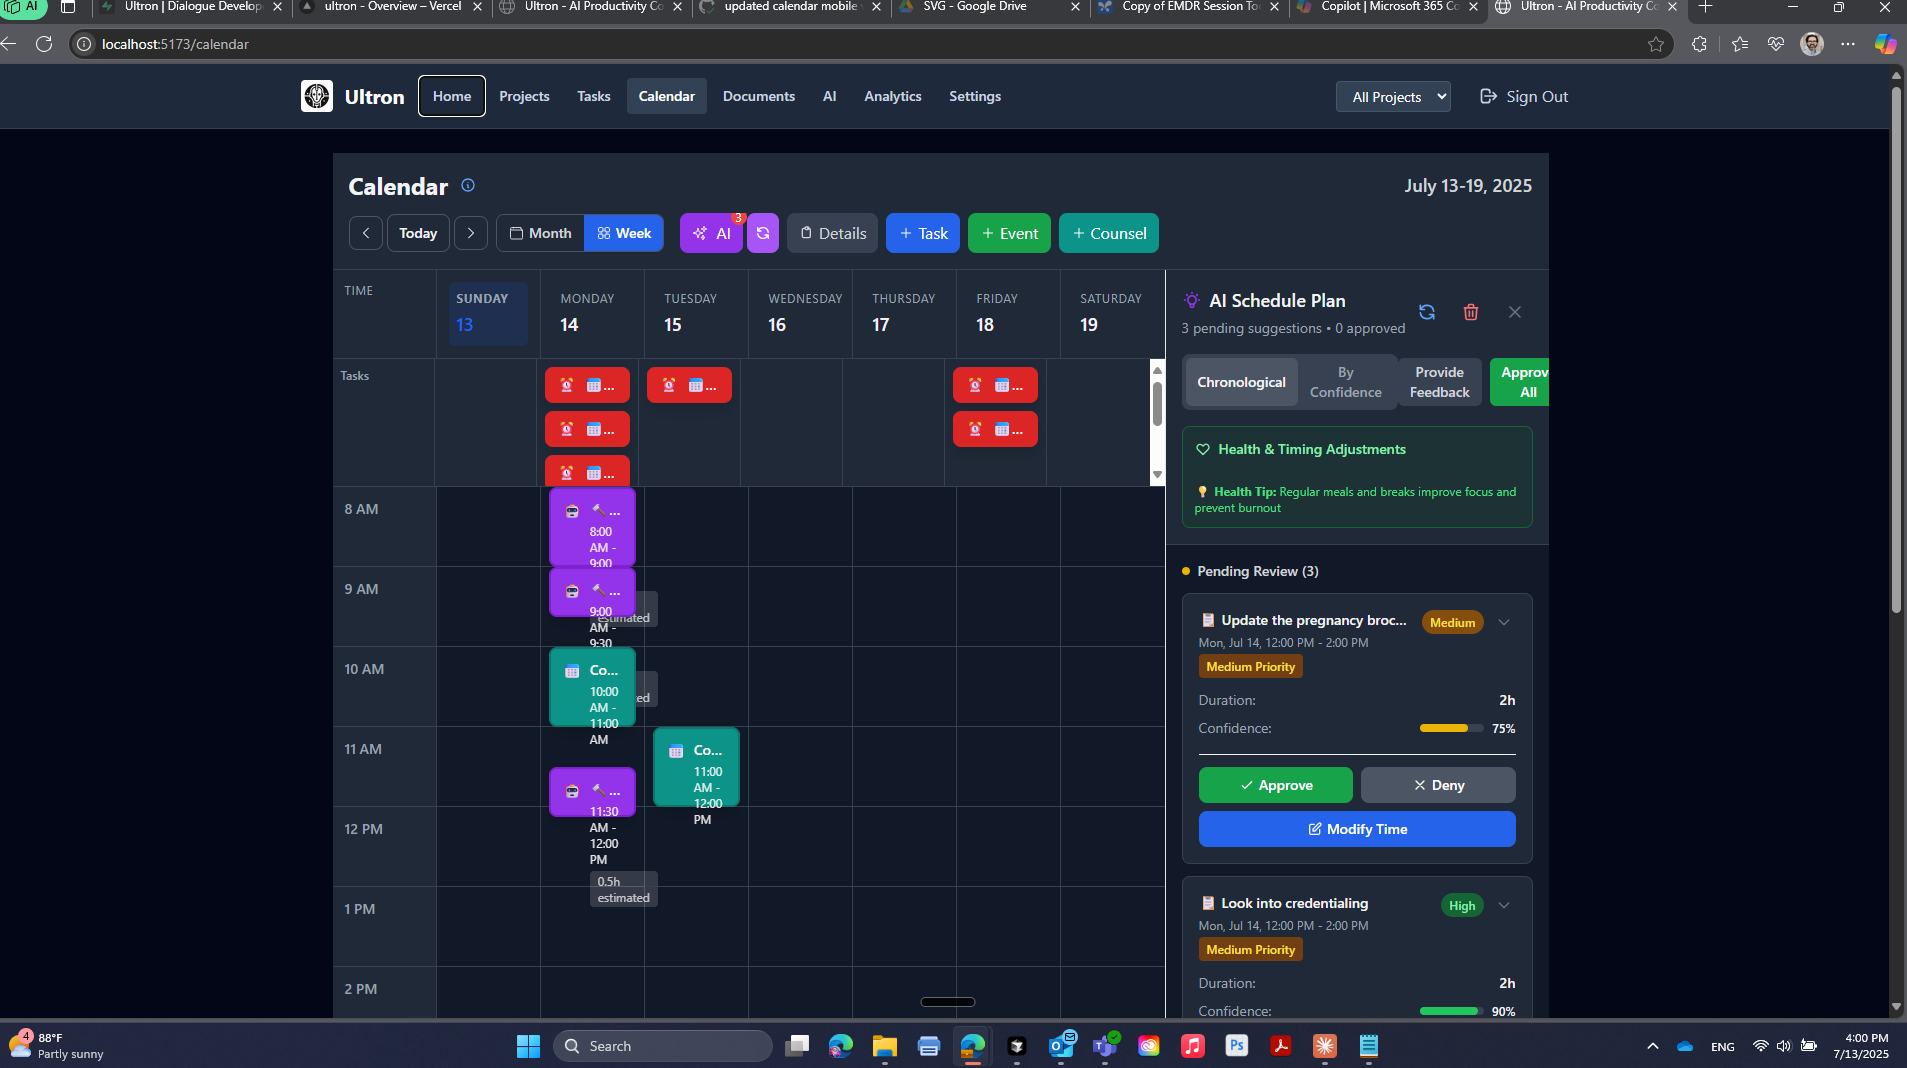 AI
Ultron | Dialogue Develop
ultron - Overview – Vercel
Ultron - AI Productivity Co
updated calendar mobile
SVG - Google Drive
Copy of EMDR Session To
Copilot | Microsoft 365 Co
Ultron - AI Productivity Co
localhost:5173/calendar
Ultron
Home
Projects
Tasks
Calendar
Documents
AI
Analytics
Settings
All Projects
Sign Out
Calendar
July 13-19, 2025
Today
Month
Week
AI
3
Details
+ Task
+ Event
+ Counsel
TIME
SUNDAY
13
MONDAY
14
TUESDAY
15
WEDNESDAY
16
THURSDAY
17
FRIDAY
18
SATURDAY
19
Tasks
...
...
...
...
...
...
8 AM
...
8:00
AM -
9:00
9 AM
...
9:00
AM -
9:30
estimated
10 AM
Co...
10:00
AM -
11:00
AM
ed
11 AM
Co...
11:00
AM -
12:00
PM
...
11:30
AM -
12:00
PM
0.5h
estimated
12 PM
1 PM
2 PM
AI Schedule Plan
3 pending suggestions • 0 approved
Chronological
By
Confidence
Provide
Feedback
Approv
All
Health & Timing Adjustments
Health Tip: Regular meals and breaks improve focus and
prevent burnout
Pending Review (3)
Update the pregnancy broc...
Medium
Mon, Jul 14, 12:00 PM - 2:00 PM
Medium Priority
Duration:
2h
Confidence:
75%
Approve
Deny
Modify Time
Look into credentialing
High
Mon, Jul 14, 12:00 PM - 2:00 PM
Medium Priority
Duration:
2h
Confidence:
90%
4
88°F
Partly sunny
Search
Ps
ENG
4:00 PM
7/13/2025